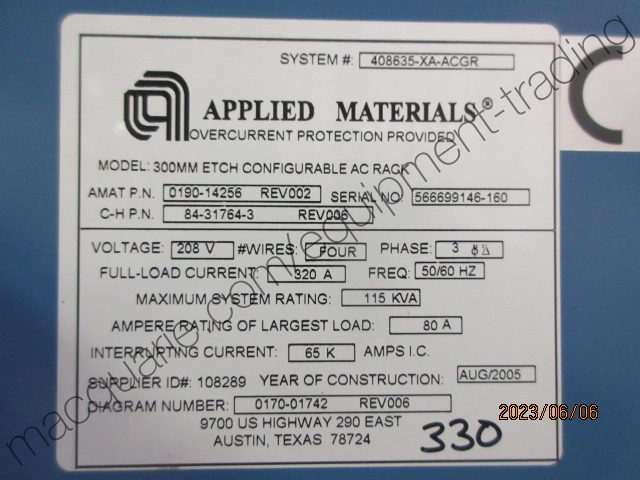 SYSTEM #: 408635-XA-ACGR
APPLIED MATERIALS®
OVERCURRENT PROTECTION PROVIDED
MODEL: 300MM ETCH CONFIGURABLE AC RACK
AMAT P.N. 0190-14256 REV002 SERIAL NO: 566699146-160
C-H P.N. 84-31764-3 REV006
VOLTAGE: 208 V #WIRES: FOUR PHASE: 3
FULL-LOAD CURRENT: 320 A FREQ: 50/60 HZ
MAXIMUM SYSTEM RATING: 115 KVA
AMPERE RATING OF LARGEST LOAD: 80 A
INTERRUPTING CURRENT: 65 K AMPS I.C.
SUPPLIER ID#: 108289 YEAR OF CONSTRUCTION: AUG/2005
DIAGRAM NUMBER: 0170-01742 REV006
9700 US HIGHWAY 290 EAST
AUSTIN, TEXAS 78724
330
2023/06/06
macquarie.com/equipment-trading